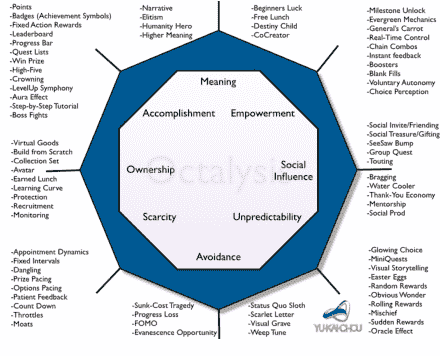 -Points
-Badges (Achievement Symbols)
-Fixed Action Rewards
-Leaderboard
-Progress Bar
-Quest Lists
-Win Prize
-High-Five
-Crowning
-LevelUp Symphony
-Aura Effect
-Step-by-Step Tutorial
-Boss Fights
-Narrative
-Elitism
-Humanity Hero
-Higher Meaning
-Beginners Luck
-Free Lunch
-Destiny Child
-CoCreator
-Milestone Unlock
-Evergreen Mechanics
-General's Carrot
-Real-Time Control
-Chain Combos
-Instant feedback
-Boosters
-Blank Fills
-Voluntary Autonomy
-Choice Perception
Meaning
Accomplishment
Empowerment
Octalysis
Ownership
Social
Influence
Scarcity
Unpredictability
Avoidance
-Virtual Goods
-Build from Scratch
-Collection Set
-Avatar
-Earned Lunch
-Learning Curve
-Protection
-Recruitment
-Monitoring
-Social Invite/Friending
-Social Treasure/Gifting
-SeeSaw Bump
-Group Quest
-Touting
-Bragging
-Water Cooler
-Thank-You Economy
-Mentorship
-Social Prod
-Appointment Dynamics
-Fixed Intervals
-Dangling
-Prize Pacing
-Options Pacing
-Patient Feedback
-Count Down
-Throttles
-Moats
-Sunk-Cost Tragedy
-Progress Loss
-FOMO
-Evanescence Opportunity
-Status Quo Sloth
-Scarlet Letter
-Visual Grave
-Weep Tune
-Glowing Choice
-MiniQuests
-Visual Storytelling
-Easter Eggs
-Random Rewards
-Obvious Wonder
-Rolling Rewards
-Mischief
-Sudden Rewards
-Oracle Effect
YUKAICHOU